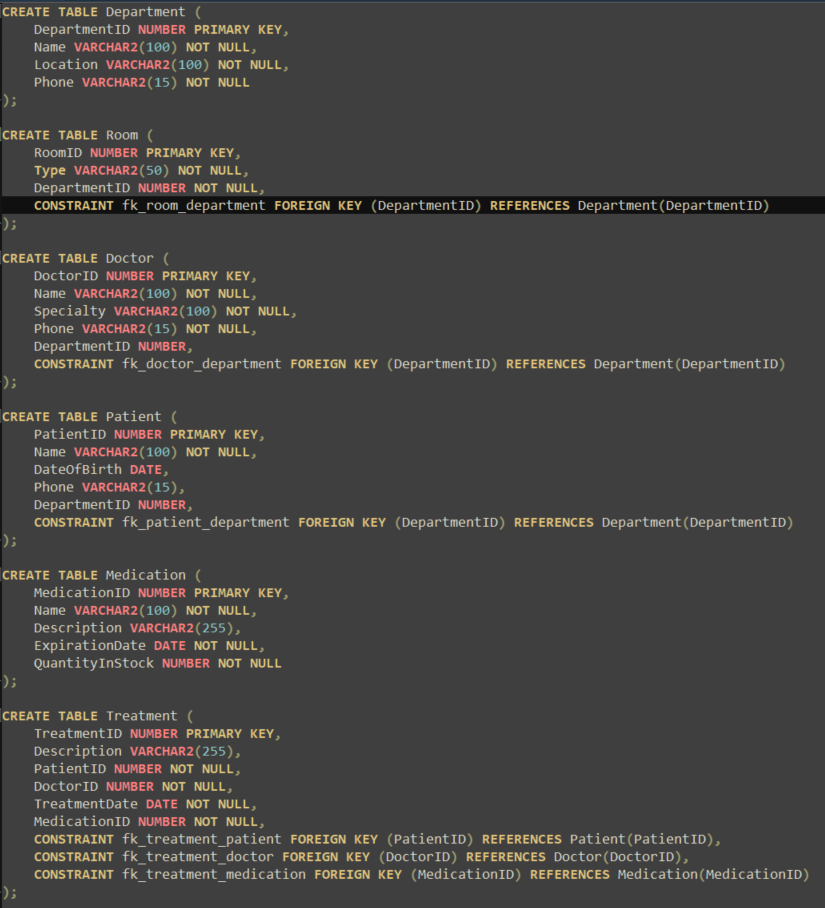 CREATE TABLE Department (
    DepartmentID NUMBER PRIMARY KEY,
    Name VARCHAR2(100) NOT NULL,
    Location VARCHAR2(100) NOT NULL,
    Phone VARCHAR2(15) NOT NULL
);

CREATE TABLE Room (
    RoomID NUMBER PRIMARY KEY,
    Type VARCHAR2(50) NOT NULL,
    DepartmentID NUMBER NOT NULL,
    CONSTRAINT fk_room_department FOREIGN KEY (DepartmentID) REFERENCES Department(DepartmentID)
);

CREATE TABLE Doctor (
    DoctorID NUMBER PRIMARY KEY,
    Name VARCHAR2(100) NOT NULL,
    Specialty VARCHAR2(100) NOT NULL,
    Phone VARCHAR2(15) NOT NULL,
    DepartmentID NUMBER,
    CONSTRAINT fk_doctor_department FOREIGN KEY (DepartmentID) REFERENCES Department(DepartmentID)
);

CREATE TABLE Patient (
    PatientID NUMBER PRIMARY KEY,
    Name VARCHAR2(100) NOT NULL,
    DateOfBirth DATE,
    Phone VARCHAR2(15),
    DepartmentID NUMBER,
    CONSTRAINT fk_patient_department FOREIGN KEY (DepartmentID) REFERENCES Department(DepartmentID)
);

CREATE TABLE Medication (
    MedicationID NUMBER PRIMARY KEY,
    Name VARCHAR2(100) NOT NULL,
    Description VARCHAR2(255),
    ExpirationDate DATE NOT NULL,
    QuantityInStock NUMBER NOT NULL
);

CREATE TABLE Treatment (
    TreatmentID NUMBER PRIMARY KEY,
    Description VARCHAR2(255),
    PatientID NUMBER NOT NULL,
    DoctorID NUMBER NOT NULL,
    TreatmentDate DATE NOT NULL,
    MedicationID NUMBER NOT NULL,
    CONSTRAINT fk_treatment_patient FOREIGN KEY (PatientID) REFERENCES Patient(PatientID),
    CONSTRAINT fk_treatment_doctor FOREIGN KEY (DoctorID) REFERENCES Doctor(DoctorID),
    CONSTRAINT fk_treatment_medication FOREIGN KEY (MedicationID) REFERENCES Medication(MedicationID)
);